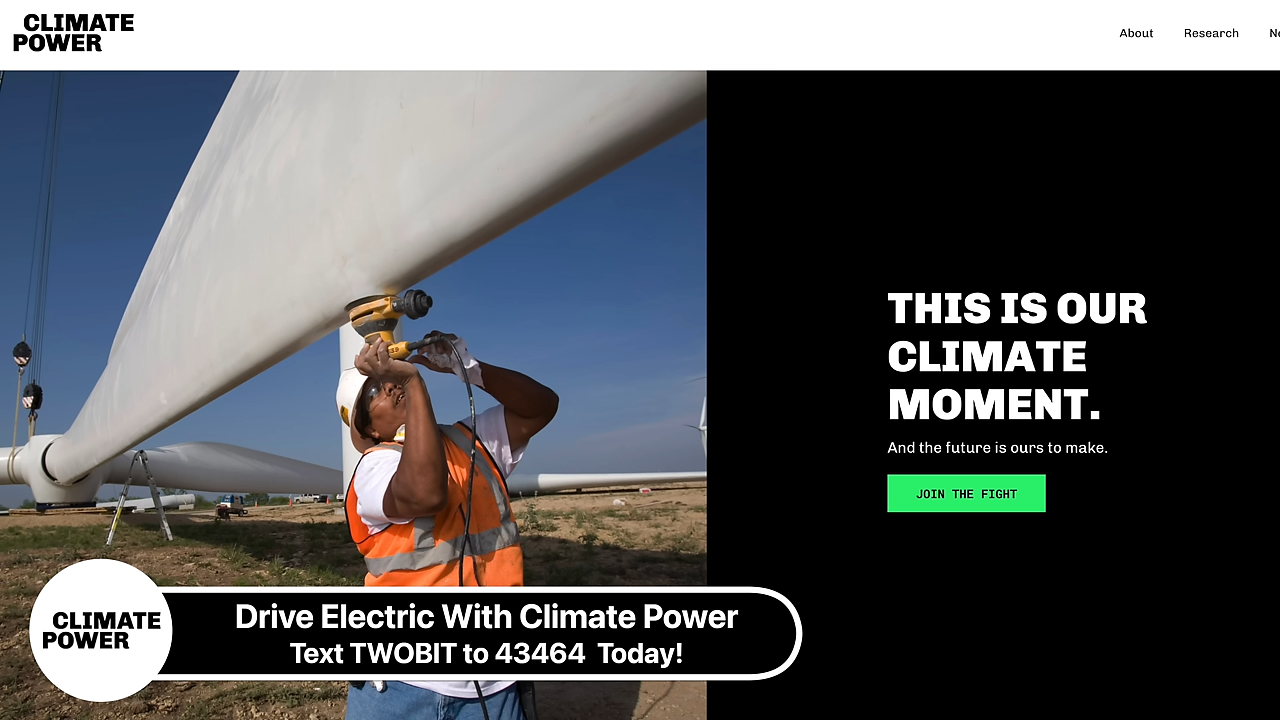 CLIMATE
POWER
About Research
THIS IS OUR
CLIMATE
MOMENT.
And the future is ours to make.
JOIN THE FIGHT
CLIMATE
POWER
Drive Electric With Climate Power
Text TWOBIT to 43464 Today!